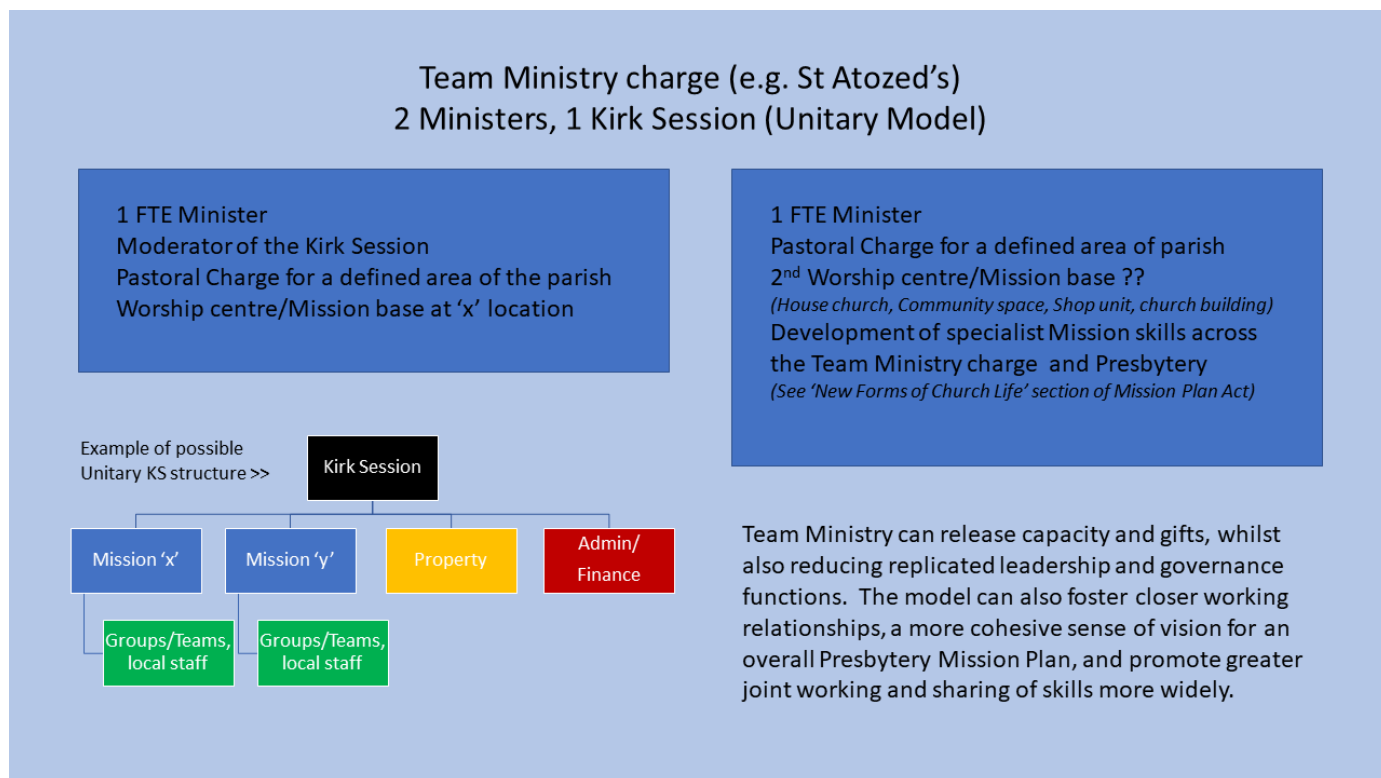 Team Ministry charge (e.g. St Atozed's)
2 Ministers, 1 Kirk Session (Unitary Model)
1 FTE Minister
Moderator of the Kirk Session
Pastoral Charge for a defined area of the parish
Worship centre/Mission base at 'x' location
1 FTE Minister
Pastoral Charge for a defined area of parish
2nd Worship centre/Mission base ??
(House church, Community space, Shop unit, church building)
Development of specialist Mission skills across
the Team Ministry charge and Presbytery
(See 'New Forms of Church Life' section of Mission Plan Act)
Example of possible
Unitary KS structure >>
Kirk Session
Mission 'x'
Mission 'y'
Property
Admin/
Finance
Groups/Teams,
local staff
Groups/Teams,
local staff
Team Ministry can release capacity and gifts, whilst
also reducing replicated leadership and governance
functions. The model can also foster closer working
relationships, a more cohesive sense of vision for an
overall Presbytery Mission Plan, and promote greater
joint working and sharing of skills more widely.